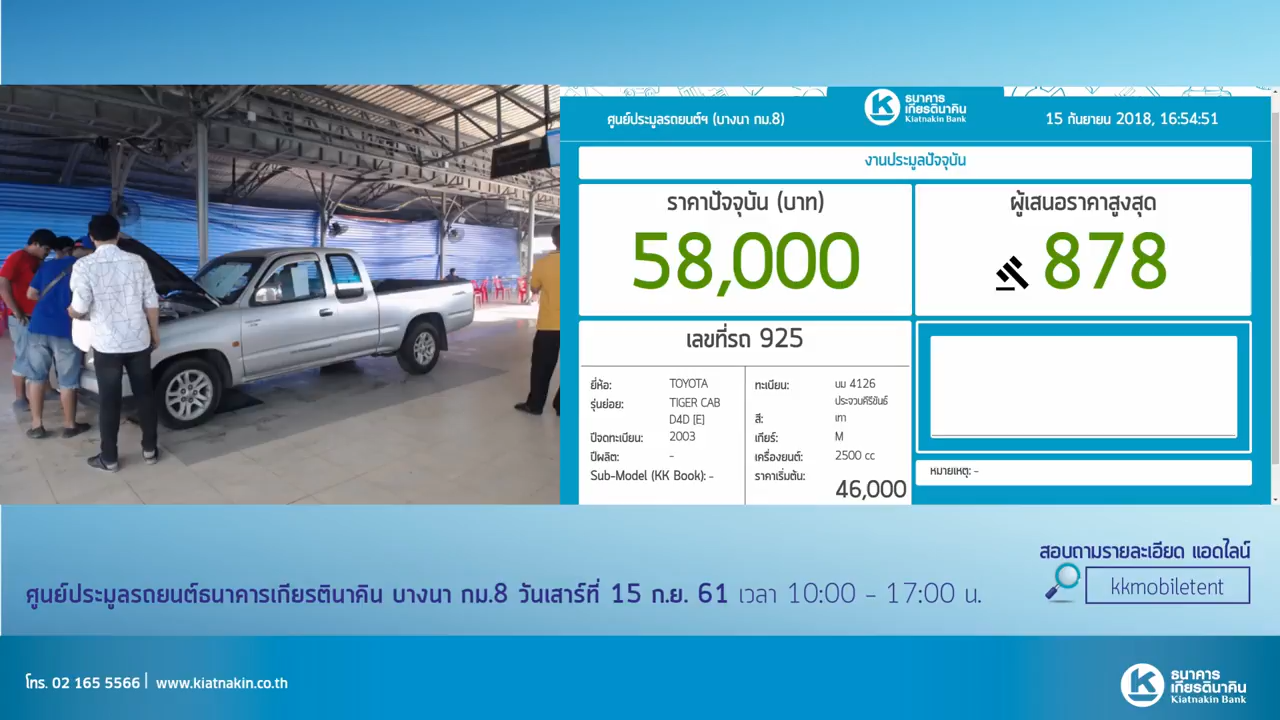 ศูนย์ประมูลรถยนต์ฯ (บางนา กม.8)
ธนาคาร
เกียรตินาคิน
Kiatnakin Bank
15 กันยายน 2018, 16:54:51
งานประมูลปัจจุบัน
ราคาปัจจุบัน (บาท)
58,000
ผู้เสนอราคาสูงสุด
878
เลขที่รถ 925
ยี่ห้อ: TOYOTA
รุ่นย่อย: TIGER CAB
D4D [E]
ปีจดทะเบียน: 2003
ปีผลิต: -
Sub-Model (KK Book): -
ทะเบียน: บม 4126
ประจวบคีรีขันธ์
สี: เทา
เกียร์: M
เครื่องยนต์: 2500 cc
ราคาเริ่มต้น: 46,000
หมายเหตุ: -
สอบถามรายละเอียด แอดไลน์
kkmobiletent
ศูนย์ประมูลรถยนต์ธนาคารเกียรตินาคิน บางนา กม.8 วันเสาร์ที่ 15 ก.ย. 61 เวลา 10:00 - 17:00 น.
โทร. 02 165 5566 | www.kiatnakin.co.th
ธนาคาร
เกียรตินาคิน
Kiatnakin Bank